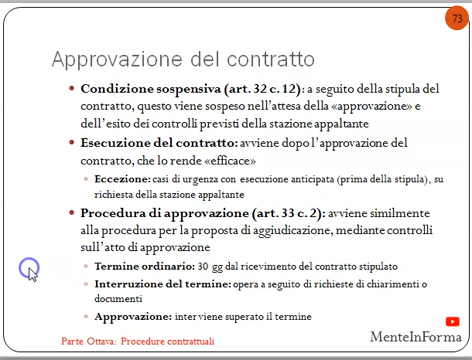 73
Approvazione del contratto
• Condizione sospensiva (art. 32 c. 12): a seguito della stipula del
contratto, questo viene sospeso nell'attesa della «approvazione» e
dell'esito dei controlli previsti della stazione appaltante
• Esecuzione del contratto: avviene dopo l'approvazione del
contratto, che lo rende «efficace»
• Eccezione: casi di urgenza con esecuzione anticipata (prima della stipula), su
richiesta della stazione appaltante
• Procedura di approvazione (art. 33 c. 2): avviene similmente
alla procedura per la proposta di aggiudicazione, mediante controlli
sull'atto di approvazione
• Termine ordinario: 30 gg dal ricevimento del contratto stipulato
• Interruzione del termine: opera a seguito di richieste di chiarimenti o
documenti
• Approvazione: interviene superato il termine
Parte Ottava: Procedure contrattuali
MenteInForma